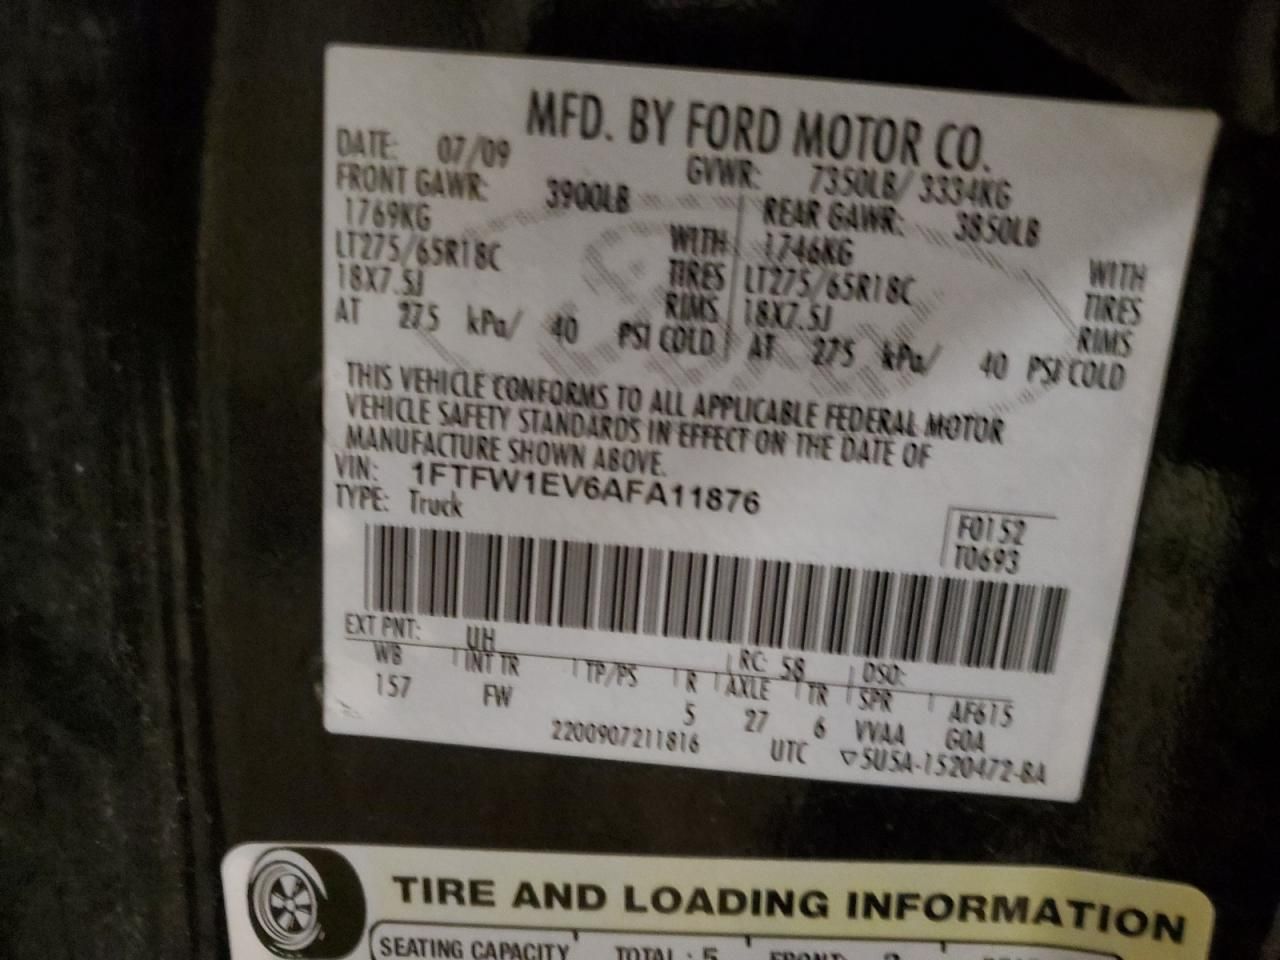 MFD. BY FORD MOTOR CO.
DATE: 07/09 GVWR: 7350LB/ 3334KG
FRONT GAWR: 3900LB REAR GAWR: 3850LB
1769KG WITH 1746KG WITH
LT275/65R18C TIRES LT275/65R18C TIRES
18X7.5J RIMS 18X7.5J RIMS
AT 275 kPa/ 40 PSI COLD AT 275 kPa/ 40 PSI COLD
THIS VEHICLE CONFORMS TO ALL APPLICABLE FEDERAL MOTOR
VEHICLE SAFETY STANDARDS IN EFFECT ON THE DATE OF
MANUFACTURE SHOWN ABOVE.
VIN: 1FTFW1EV6AFA11876
TYPE: Truck
F0152
T0693
EXT PNT: UH RC: 58 DSO:
WB INT TR TP/PS R AXLE TR SPR AF615
157 FW 5 27 6 VVAA GOA
2200907211816 UTC ▽5U5A-1520472-BA
TIRE AND LOADING INFORMATION
SEATING CAPACITY TOTAL : 5 FRONT